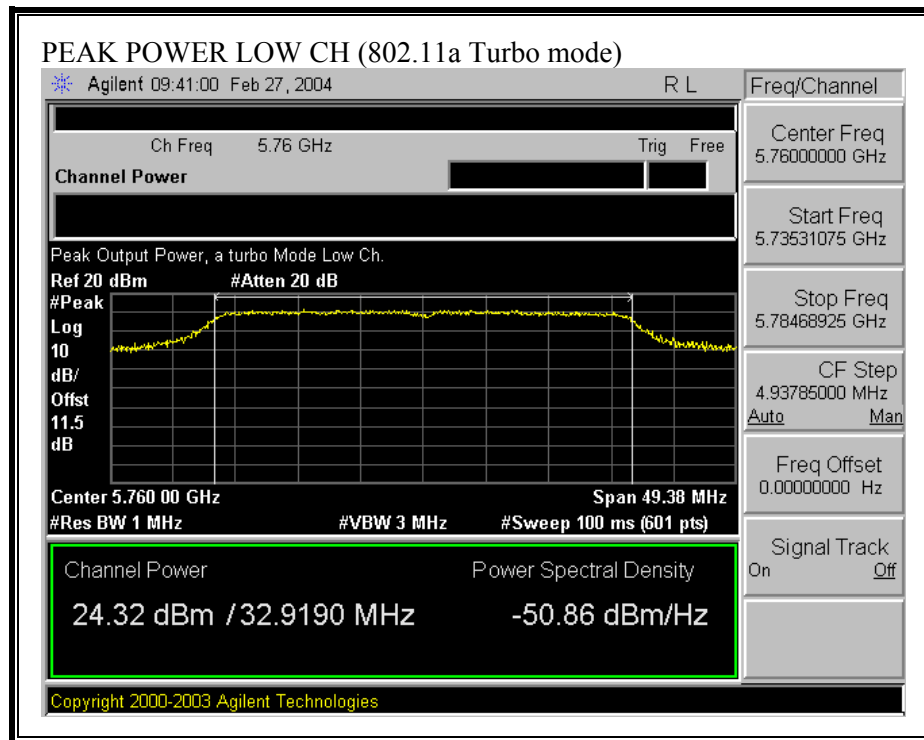 PEAK POWER LOW CH (802.11a Turbo mode)
Agilent 09:41:00 Feb 27, 2004 R L
Freq/Channel
Ch Freq 5.76 GHz Trig Free
Channel Power
Center Freq
5.76000000 GHz
Start Freq
5.73531075 GHz
Stop Freq
5.78468925 GHz
CF Step
4.93785000 MHz
Auto Man
Freq Offset
0.00000000 Hz
Signal Track
On Off
Peak Output Power, a turbo Mode Low Ch.
Ref 20 dBm #Atten 20 dB
#Peak
Log
10
dB/
Offst
11.5
dB
Center 5.760 00 GHz Span 49.38 MHz
#Res BW 1 MHz #VBW 3 MHz #Sweep 100 ms (601 pts)
Channel Power Power Spectral Density
24.32 dBm / 32.9190 MHz -50.86 dBm/Hz
Copyright 2000-2003 Agilent Technologies